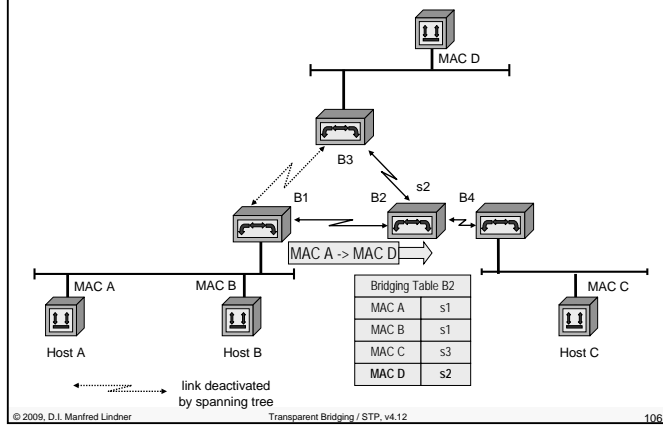 MAC D
B3
s2
B1
B2
B4
MAC A -> MAC D
MAC A
MAC B
MAC C
Bridging Table B2
MAC A s1
MAC B s1
MAC C s3
MAC D s2
Host A
Host B
Host C
link deactivated
by spanning tree
© 2009, D.I. Manfred Lindner
Transparent Bridging / STP, v4.12
106